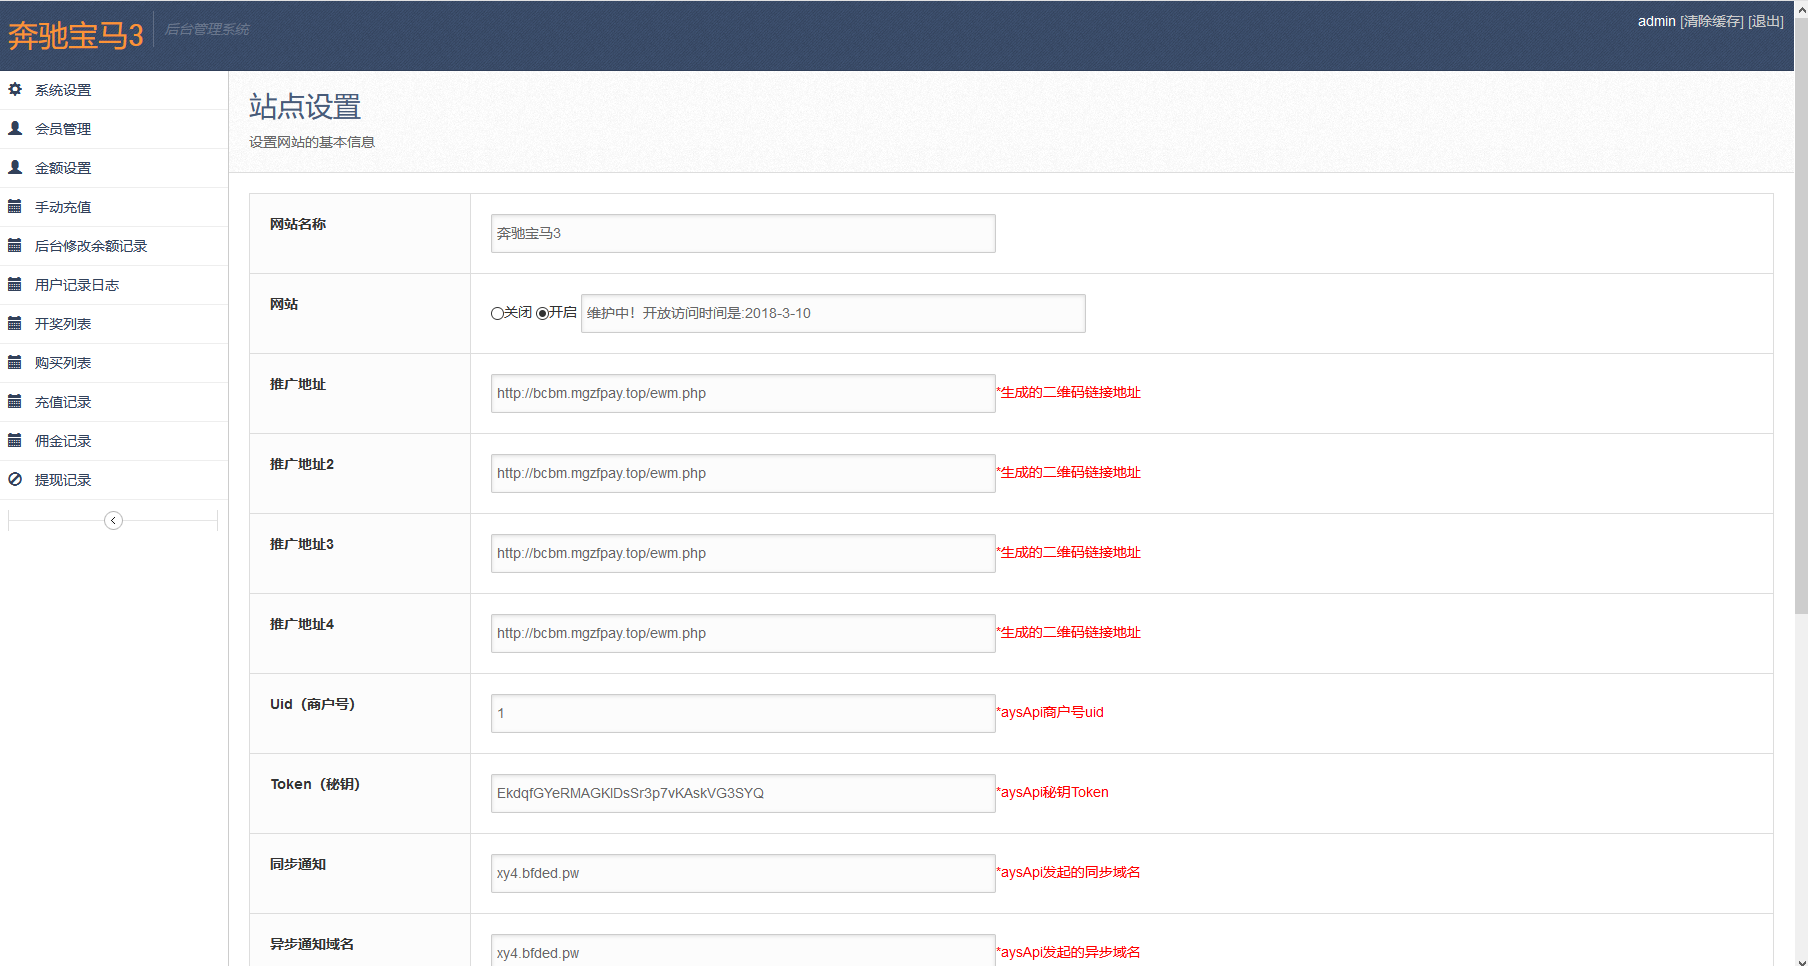 奔驰宝马3
后台管理系统
admin [清除缓存] [退出]
系统设置
会员管理
金额设置
手动充值
后台修改余额记录
用户记录日志
开奖列表
购买列表
充值记录
佣金记录
提现记录
站点设置
设置网站的基本信息
网站名称
奔驰宝马3
网站
关闭 开启 维护中！开放访问时间是:2018-3-10
推广地址
http://bcbm.mgzfpay.top/ewm.php *生成的二维码链接地址
推广地址2
http://bcbm.mgzfpay.top/ewm.php *生成的二维码链接地址
推广地址3
http://bcbm.mgzfpay.top/ewm.php *生成的二维码链接地址
推广地址4
http://bcbm.mgzfpay.top/ewm.php *生成的二维码链接地址
Uid（商户号）
1 *aysApi商户号uid
Token（秘钥）
EkdqfGYeRMAGKIDsSr3p7vKAskVG3SYQ *aysApi秘钥Token
同步通知
xy4.bfded.pw *aysApi发起的同步域名
异步通知域名
xy4.bfded.pw *aysApi发起的异步域名